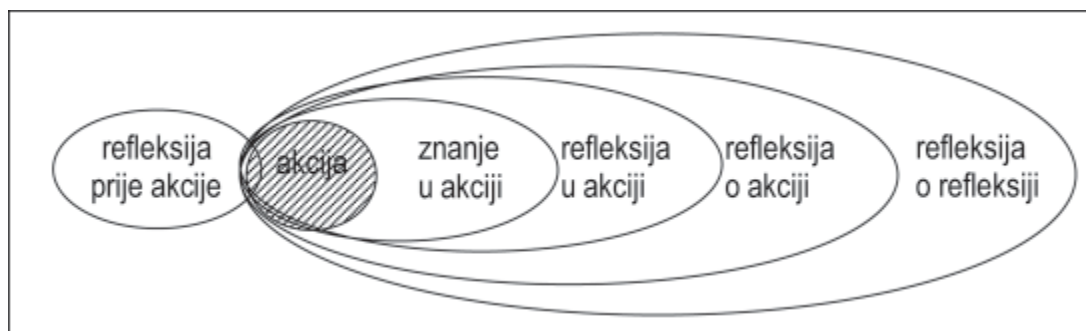 refleksija
prije akcije
akcija
znanje
u akciji
refleksija
u akciji
refleksija
o akciji
refleksija
o refleksiji